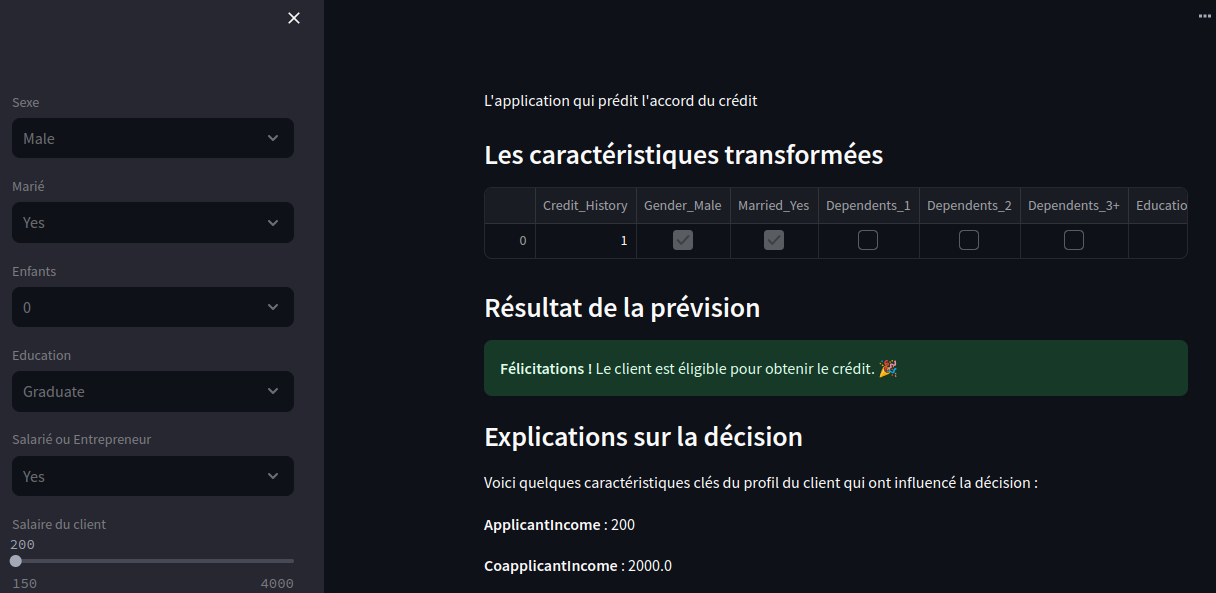 Sexe
Male
Marié
Yes
Enfants
0
Education
Graduate
Salarié ou Entrepreneur
Yes
Salaire du client
200
150 4000
L'application qui prédit l'accord du crédit
Les caractéristiques transformées
Credit_History Gender_Male Married_Yes Dependents_1 Dependents_2 Dependents_3+ Educatio
0 1
Résultat de la prévision
Félicitations ! Le client est éligible pour obtenir le crédit. 🎉
Explications sur la décision
Voici quelques caractéristiques clés du profil du client qui ont influencé la décision :
ApplicantIncome : 200
CoapplicantIncome : 2000.0